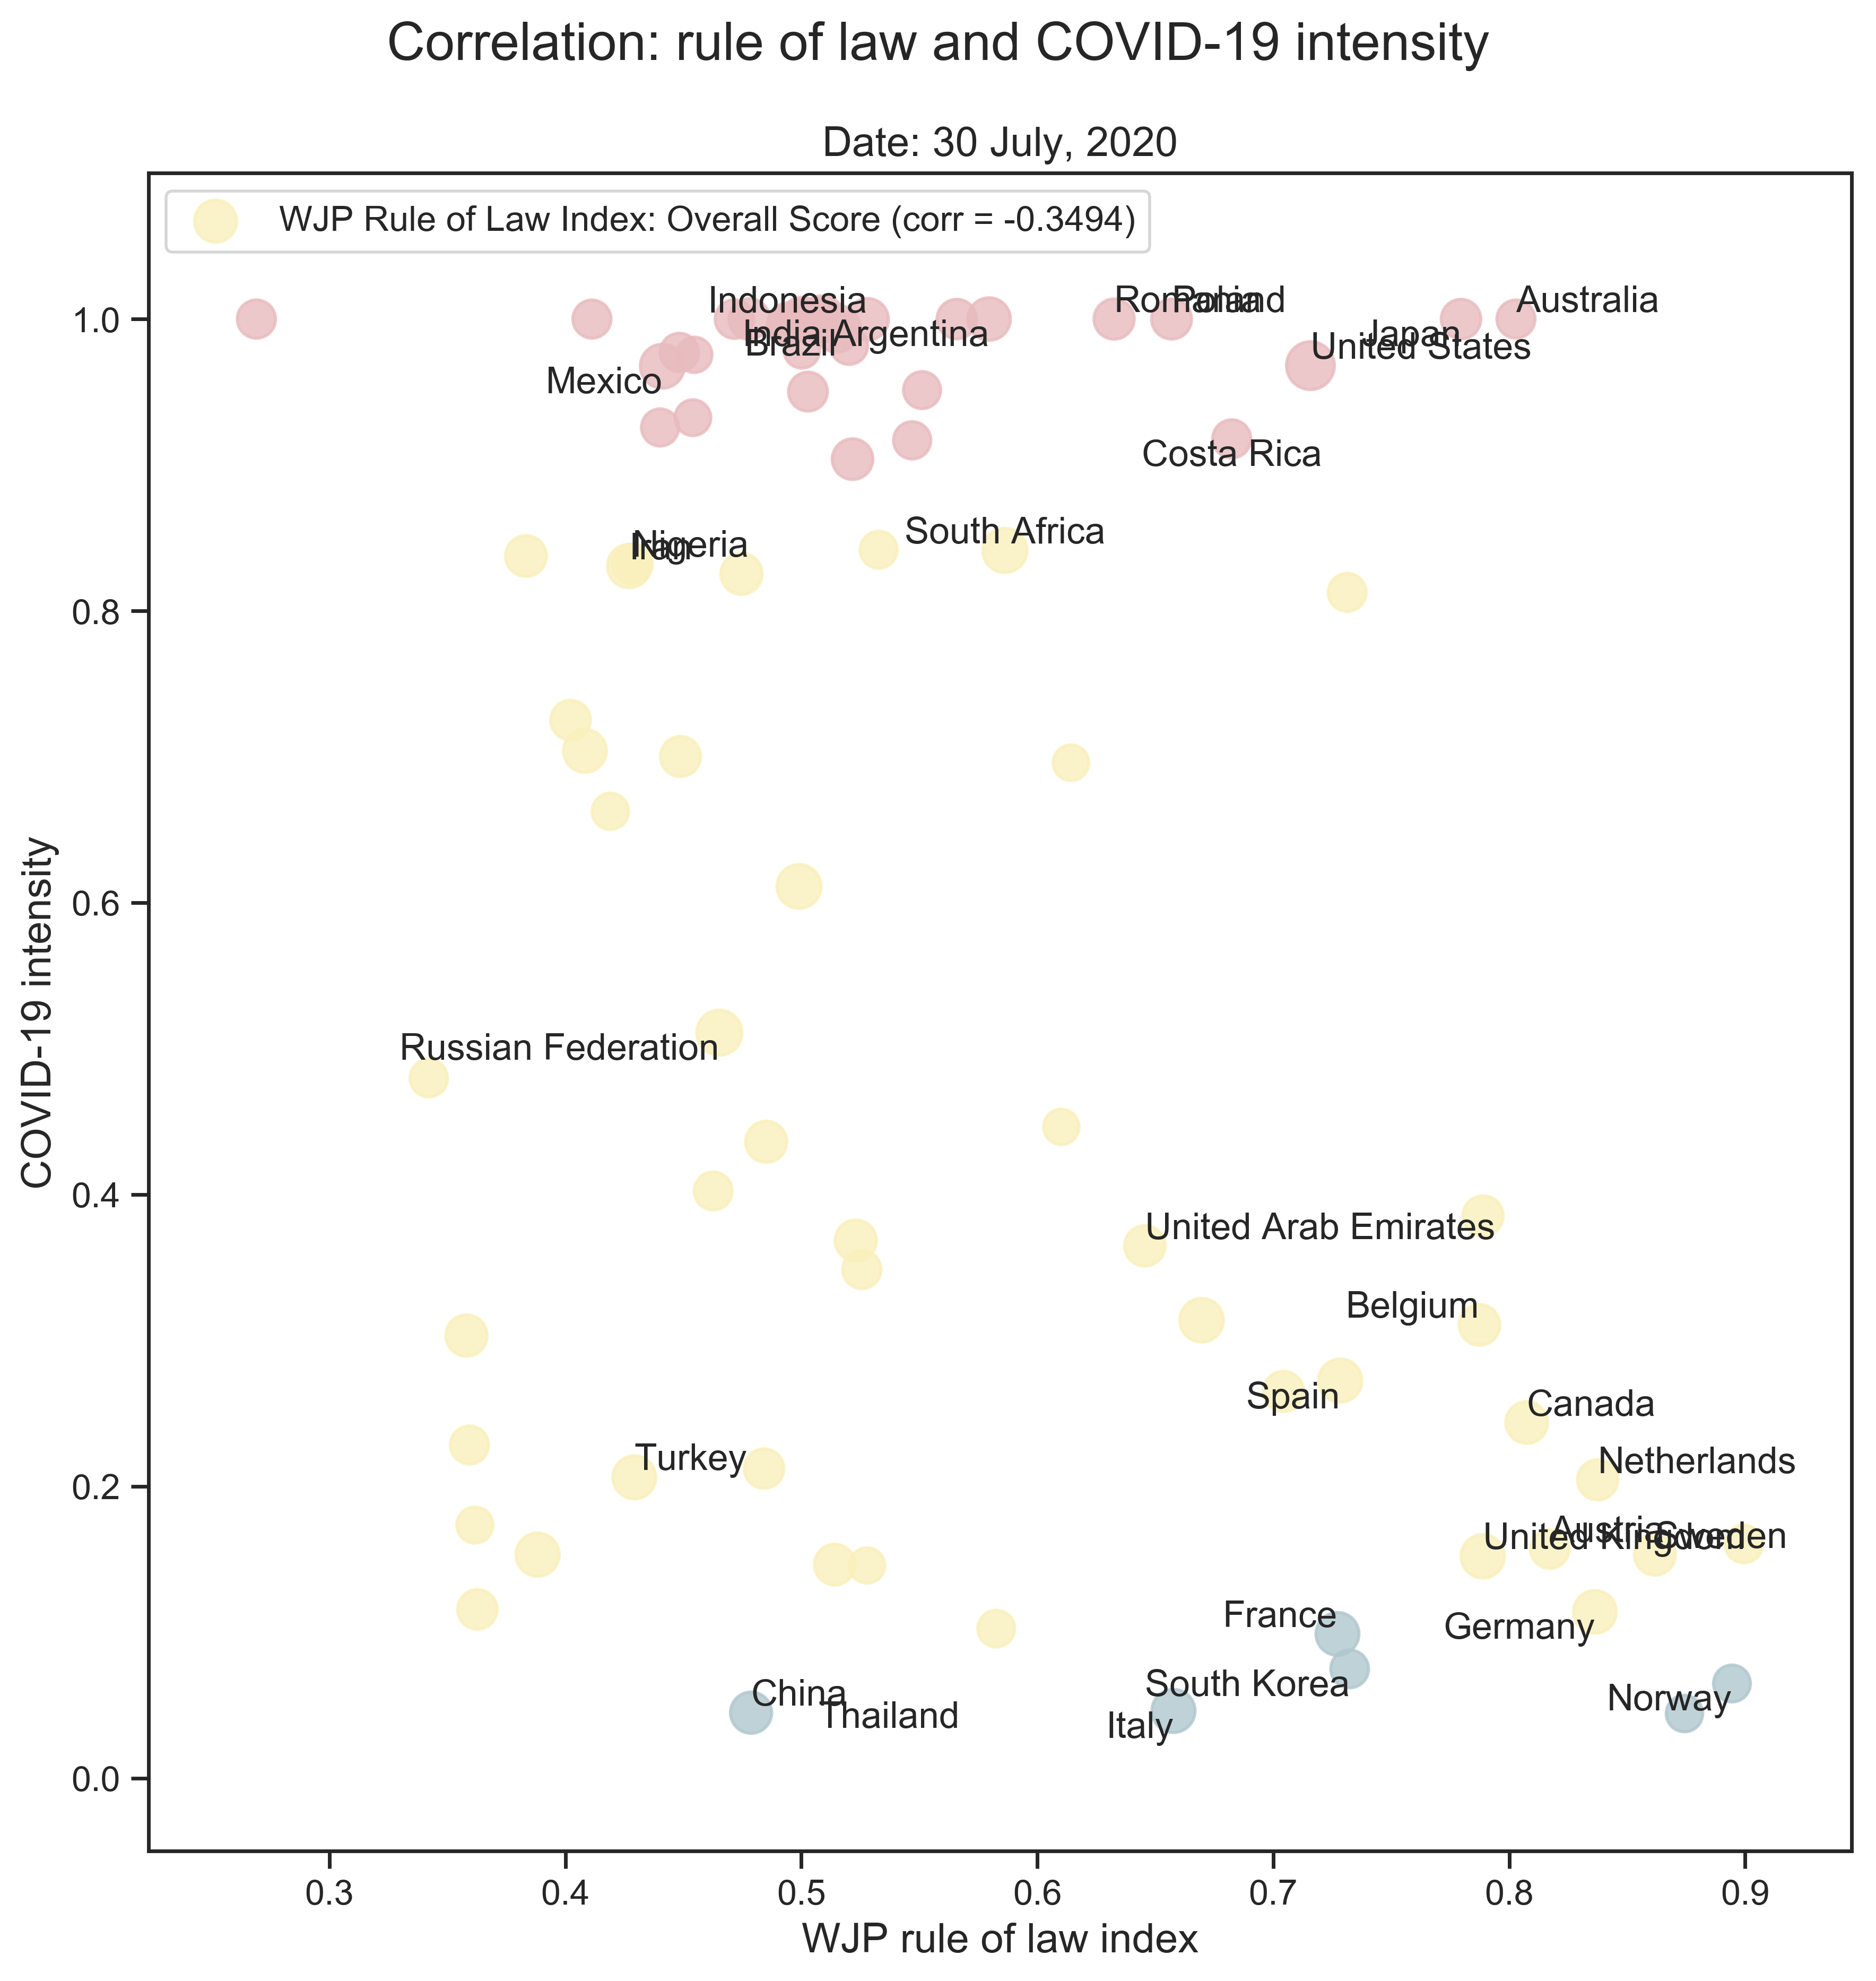 Correlation: rule of law and COVID-19 intensity
Date: 30 July, 2020
WJP Rule of Law Index: Overall Score (corr = -0.3494)
Indonesia
Romania
Poland
Australia
India
Argentina
Japan
Brazil
United States
Mexico
Costa Rica
South Africa
Nigeria
Iran
Russian Federation
United Arab Emirates
Belgium
Spain
Canada
Turkey
Netherlands
Austria
United Kingdom
Sweden
France
Germany
South Korea
China
Norway
Thailand
Italy
1.0
0.8
0.6
0.4
0.2
0.0
COVID-19 intensity
0.3 0.4 0.5 0.6 0.7 0.8 0.9
WJP rule of law index